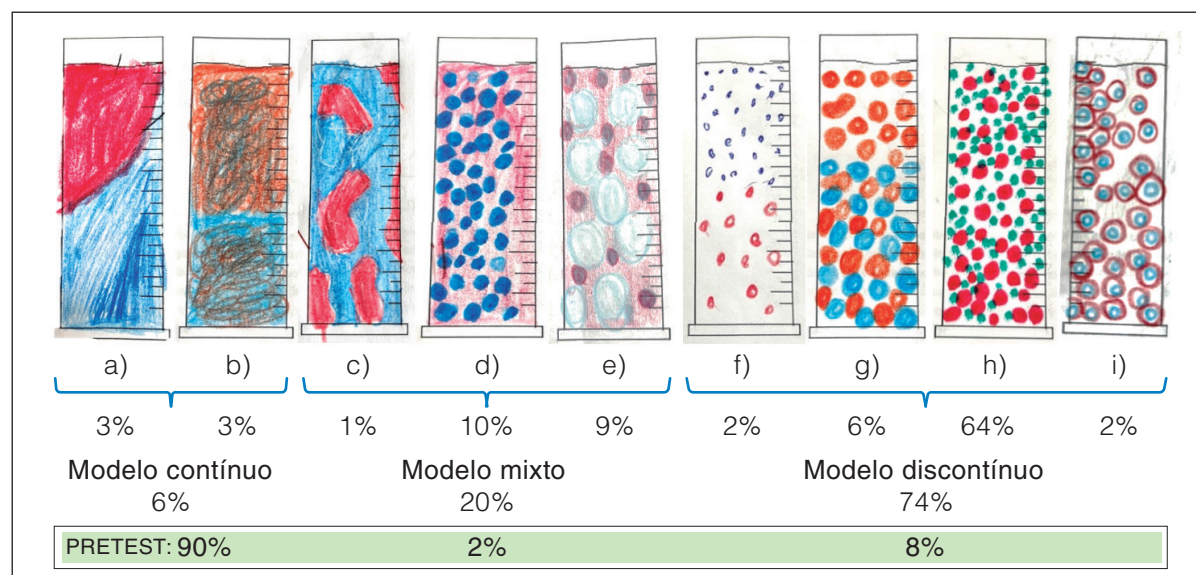 a) b) c) d) e) f) g) h) i)
3% 3% 1% 10% 9% 2% 6% 64% 2%
Modelo contínuo Modelo mixto Modelo discontínuo
6% 20% 74%
PRETEST: 90% 2% 8%